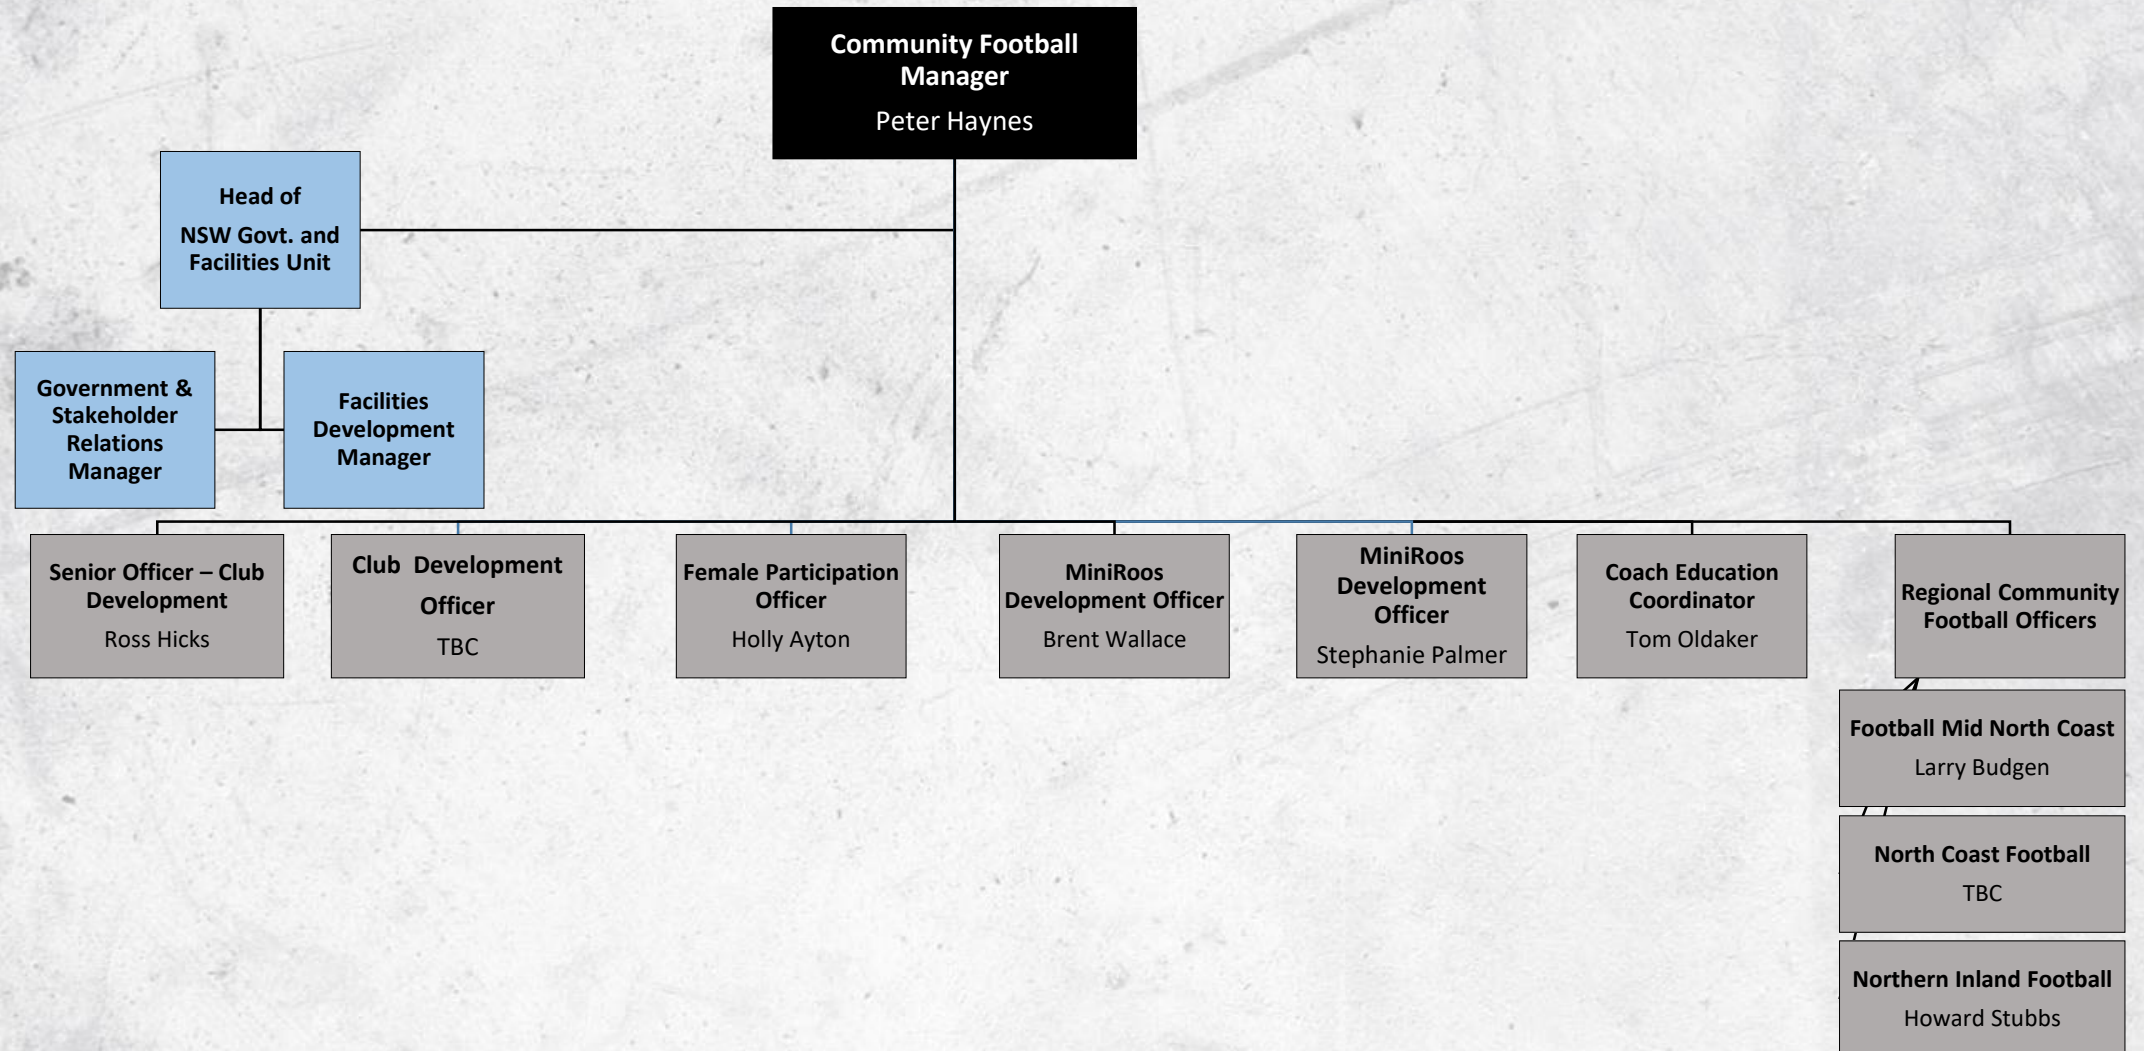 Community Football
Manager
Peter Haynes
Head of
NSW Govt. and
Facilities Unit
Government &
Stakeholder
Relations
Manager
Facilities
Development
Manager
Senior Officer – Club
Development
Ross Hicks
Club Development
Officer
TBC
Female Participation
Officer
Holly Ayton
MiniRoos
Development Officer
Brent Wallace
MiniRoos
Development
Officer
Stephanie Palmer
Coach Education
Coordinator
Tom Oldaker
Regional Community
Football Officers
Football Mid North Coast
Larry Budgen
North Coast Football
TBC
Northern Inland Football
Howard Stubbs